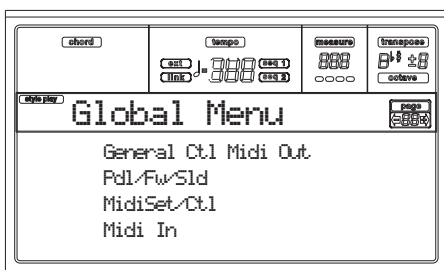 chord tempo measure transpose
ext seq 1
link seq 2
octave
style play page
Global Menu
General Ctl Midi Out
Pdl/Fw/Sld
MidiSet/Ctl
Midi In